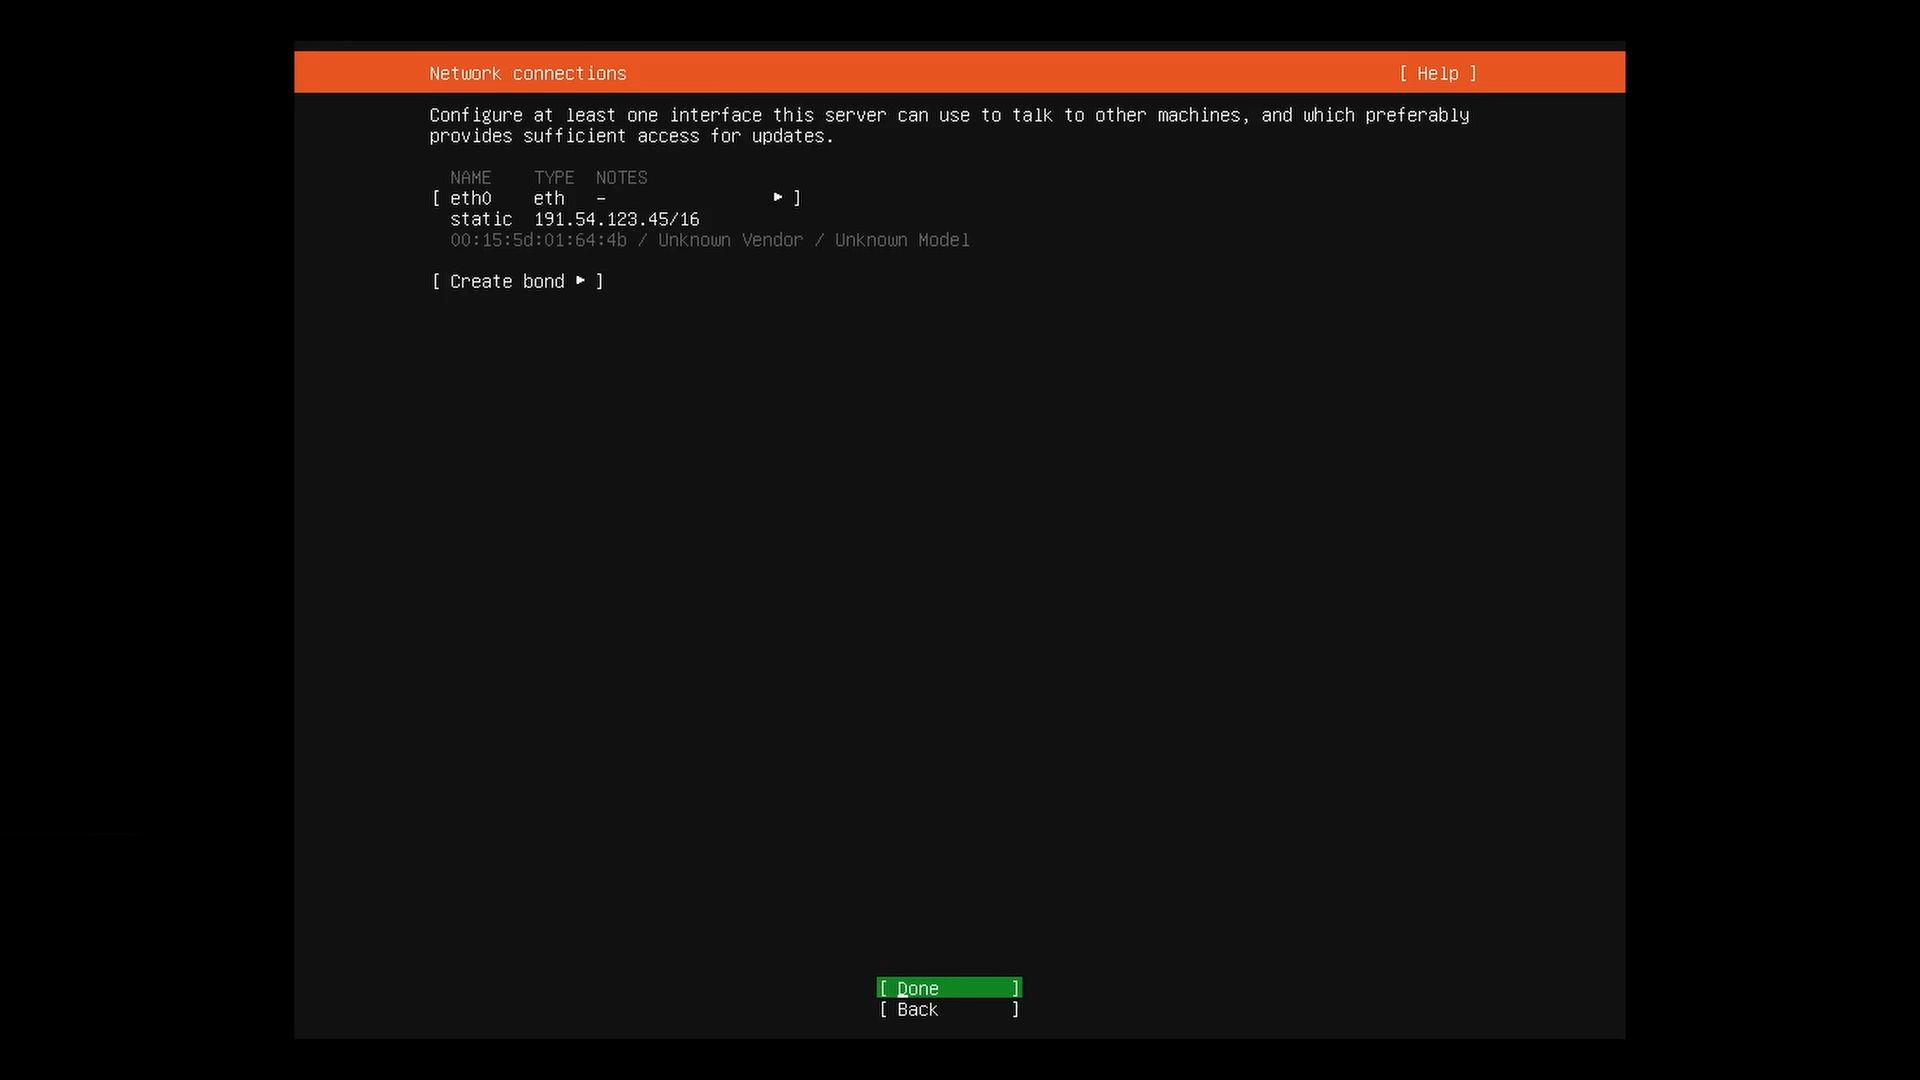 Network connections [ Help ]
Configure at least one interface this server can use to talk to other machines, and which preferably
provides sufficient access for updates.
NAME TYPE NOTES
[ eth0 eth – ▸ ]
static 191.54.123.45/16
00:15:5d:01:64:4b / Unknown Vendor / Unknown Model
[ Create bond ▸ ]
[ Done ]
[ Back ]